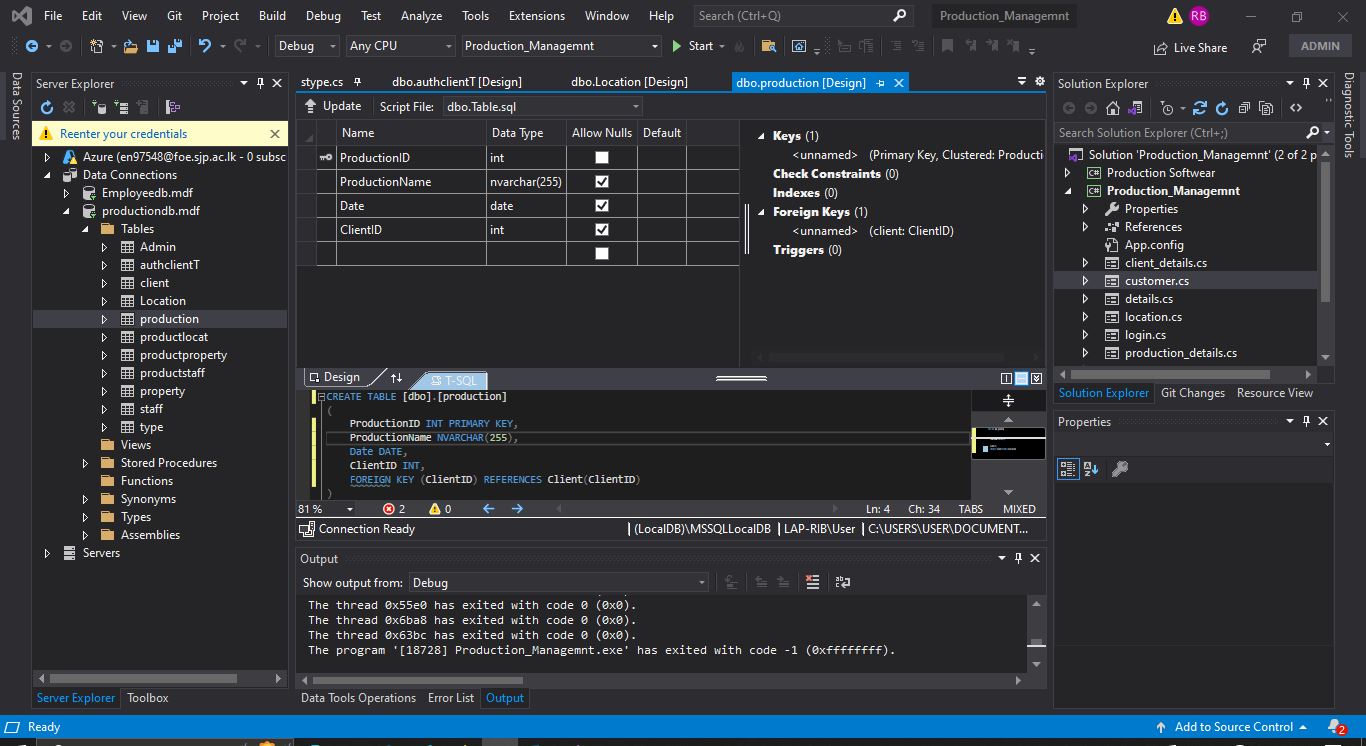 File Edit View Git Project Build Debug Test Analyze Tools Extensions Window Help Search (Ctrl+Q) Production_Managemnt RB
Debug Any CPU Production_Managemnt Start Live Share ADMIN
Data Sources
Server Explorer
Reenter your credentials
Azure (en97548@foe.sjp.ac.lk - 0 subsc
Data Connections
Employeedb.mdf
productiondb.mdf
Tables
Admin
authclientT
client
Location
production
productlocat
productproperty
productstaff
property
staff
type
Views
Stored Procedures
Functions
Synonyms
Types
Assemblies
Servers
Server Explorer Toolbox
stype.cs dbo.authclientT [Design] dbo.Location [Design] dbo.production [Design]
Update Script File: dbo.Table.sql
Name Data Type Allow Nulls Default
ProductionID int
ProductionName nvarchar(255)
Date date
ClientID int
Keys (1)
<unnamed> (Primary Key, Clustered: Producti
Check Constraints (0)
Indexes (0)
Foreign Keys (1)
<unnamed> (client: ClientID)
Triggers (0)
Design T-SQL
CREATE TABLE [dbo].[production]
(
ProductionID INT PRIMARY KEY,
ProductionName NVARCHAR(255),
Date DATE,
ClientID INT,
FOREIGN KEY (ClientID) REFERENCES Client(ClientID)
)
81 % 2 0 Ln: 4 Ch: 34 TABS MIXED
Connection Ready (LocalDB)\MSSQLLocalDB LAP-RIB\User C:\USERS\USER\DOCUMENT...
Output
Show output from: Debug
The thread 0x55e0 has exited with code 0 (0x0).
The thread 0x6ba8 has exited with code 0 (0x0).
The thread 0x63bc has exited with code 0 (0x0).
The program '[18728] Production_Managemnt.exe' has exited with code -1 (0xffffffff).
Data Tools Operations Error List Output
Solution Explorer
Search Solution Explorer (Ctrl+;)
Solution 'Production_Managemnt' (2 of 2 p
Production Softwear
Production_Managemnt
Properties
References
App.config
client_details.cs
customer.cs
details.cs
location.cs
login.cs
production_details.cs
Solution Explorer Git Changes Resource View
Properties
Diagnostic Tools
Ready Add to Source Control 2